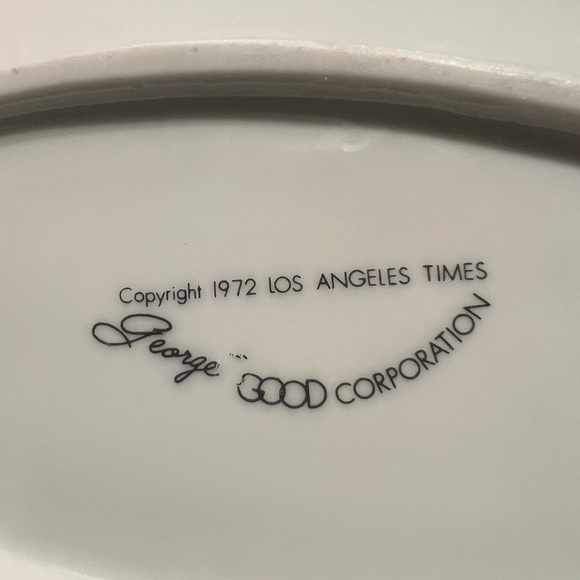 Copyright 1972 LOS ANGELES TIMES
George GOOD CORPORATION